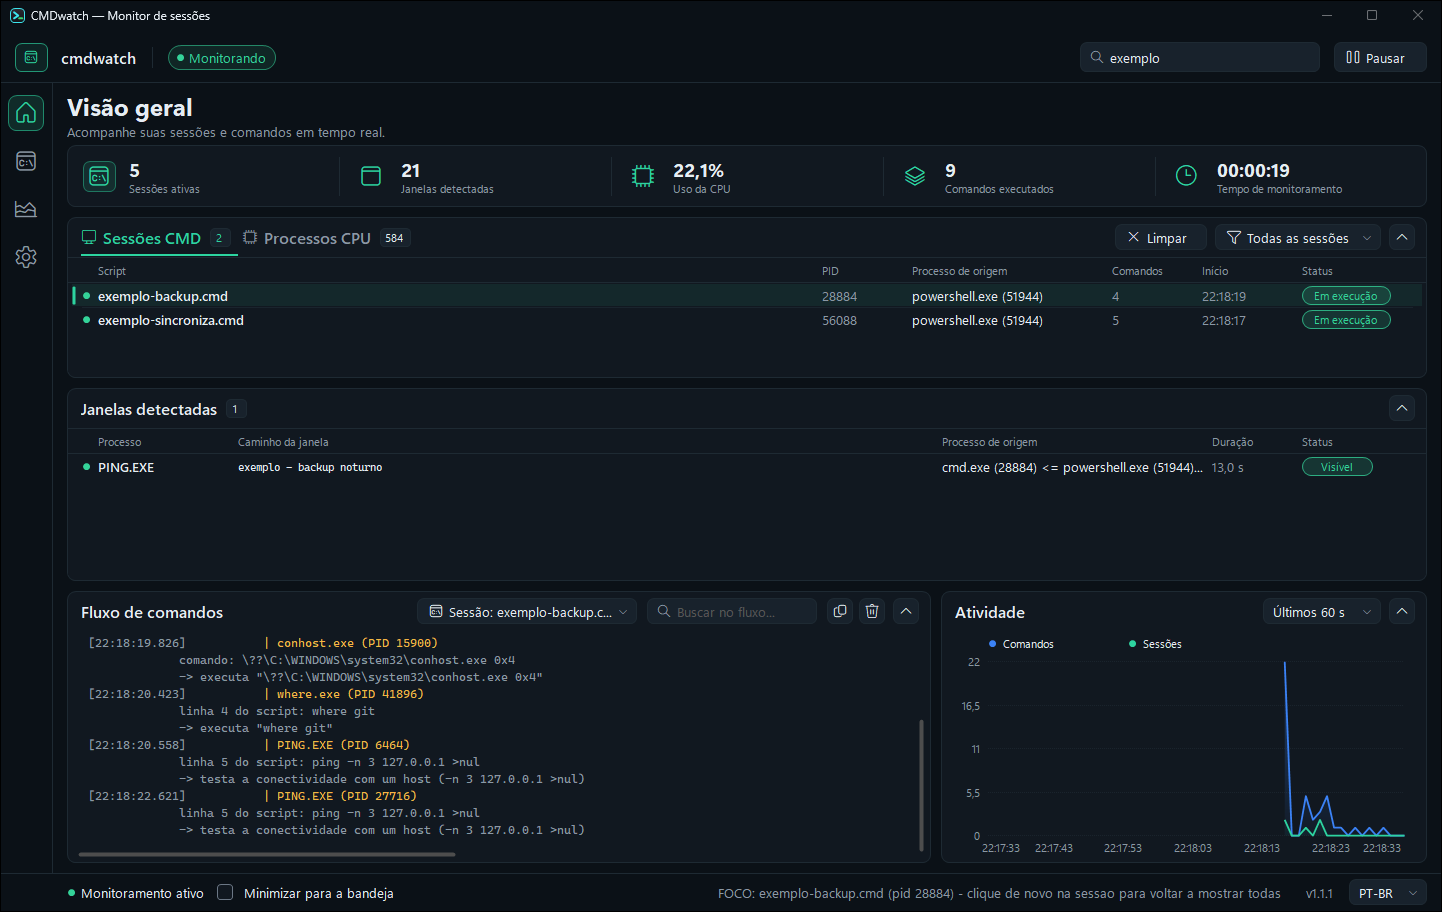 CMDwatch — Monitor de sessões
cmdwatch
Monitorando
exemplo
Pausar
Visão geral
Acompanhe suas sessões e comandos em tempo real.
5
Sessões ativas
21
Janelas detectadas
22,1%
Uso da CPU
9
Comandos executados
00:00:19
Tempo de monitoramento
Sessões CMD 2
Processos CPU 584
Limpar
Todas as sessões
Script PID Processo de origem Comandos Início Status
exemplo-backup.cmd 28884 powershell.exe (51944) 4 22:18:19 Em execução
exemplo-sincroniza.cmd 56088 powershell.exe (51944) 5 22:18:17 Em execução
Janelas detectadas 1
Processo Caminho da janela Processo de origem Duração Status
PING.EXE exemplo - backup noturno cmd.exe (28884) <= powershell.exe (51944)... 13,0 s Visível
Fluxo de comandos
C:\ Sessão: exemplo-backup.c...
Buscar no fluxo...
[22:18:19.826] | conhost.exe (PID 15900)
comando: \??\C:\WINDOWS\system32\conhost.exe 0x4
-> executa "\??\C:\WINDOWS\system32\conhost.exe 0x4"
[22:18:20.423] | where.exe (PID 41896)
linha 4 do script: where git
-> executa "where git"
[22:18:20.558] | PING.EXE (PID 6464)
linha 5 do script: ping -n 3 127.0.0.1 >nul
-> testa a conectividade com um host (-n 3 127.0.0.1 >nul)
[22:18:22.621] | PING.EXE (PID 27716)
linha 5 do script: ping -n 3 127.0.0.1 >nul
-> testa a conectividade com um host (-n 3 127.0.0.1 >nul)
Atividade
Últimos 60 s
Comandos
Sessões
22
16,5
11
5,5
0
22:17:33 22:17:43 22:17:53 22:18:03 22:18:13 22:18:23 22:18:33
Monitoramento ativo
Minimizar para a bandeja
FOCO: exemplo-backup.cmd (pid 28884) - clique de novo na sessao para voltar a mostrar todas
v1.1.1
PT-BR